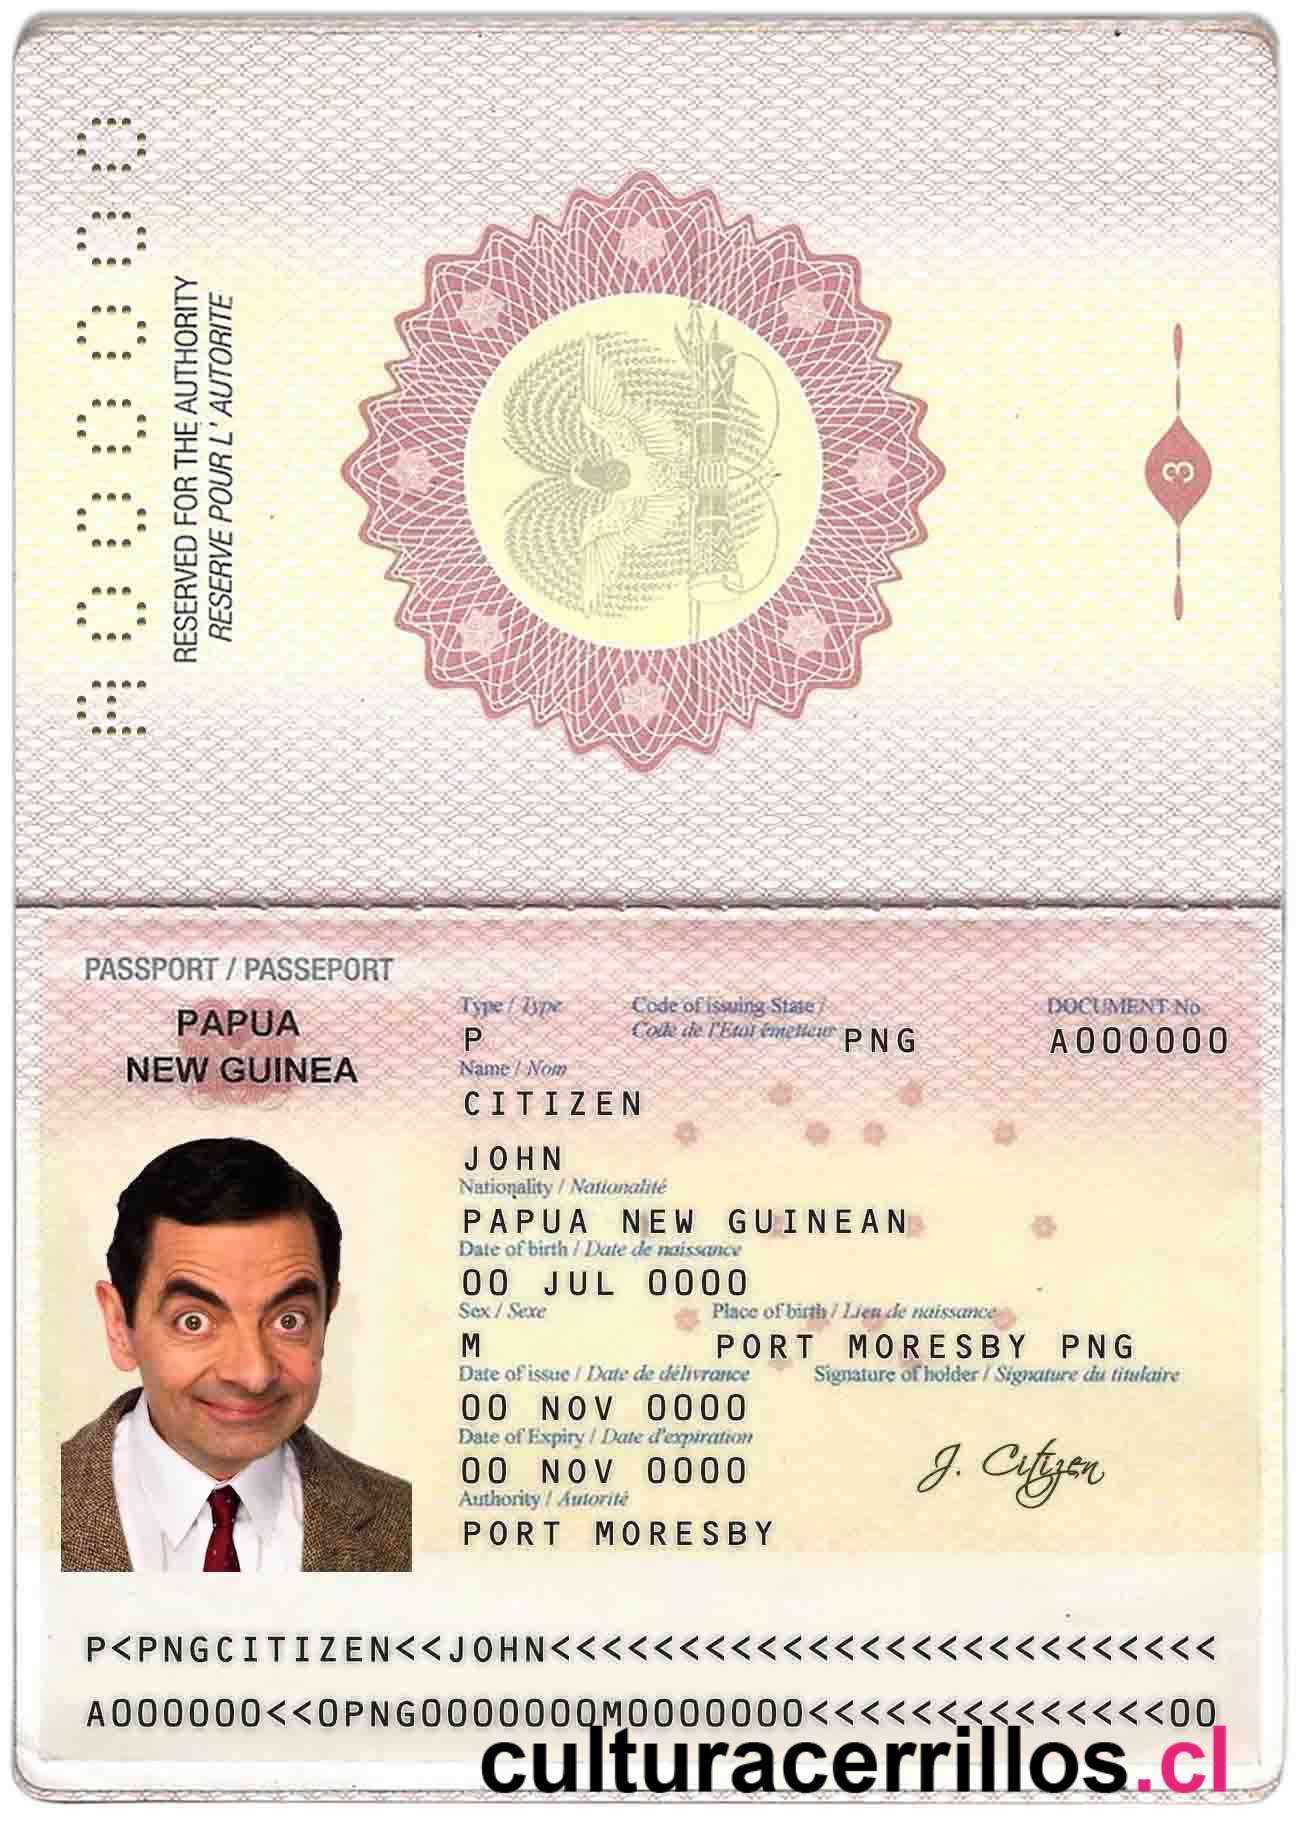 A000000
RESERVED FOR THE AUTHORITY
RESERVE POUR L' AUTORITE
3
PASSPORT / PASSEPORT
PAPUA
NEW GUINEA
Type / Type
P
Code of issuing State /
Code de l'Etat émetieur
PNG
DOCUMENT No
A000000
Name / Nom
CITIZEN
JOHN
Nationality / Nationalité
PAPUA NEW GUINEAN
Date of birth / Date de naissance
00 JUL 0000
Sex / Sexe
M
Place of birth / Lieu de naissance
PORT MORESBY PNG
Date of issue / Date de délivrance
00 NOV 0000
Signature of holder / Signature du titulaire
J. Citizen
Date of Expiry / Date d'expiration
00 NOV 0000
Authority / Autorité
PORT MORESBY
P<PNGCITIZEN<<JOHN<<<<<<<<<<<<<<<<<<<<<<<<<<
A000000<<0PNG0000000M0000000<<<<<<<<<<<<<<00
culturacerrillos.cl